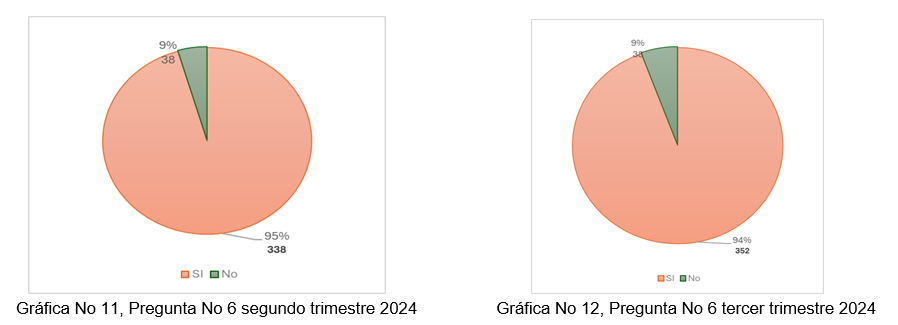 9%
38
95%
338
SI No
Gráfica No 11, Pregunta No 6 segundo trimestre 2024
9%
38
94%
352
SI No
Gráfica No 12, Pregunta No 6 tercer trimestre 2024